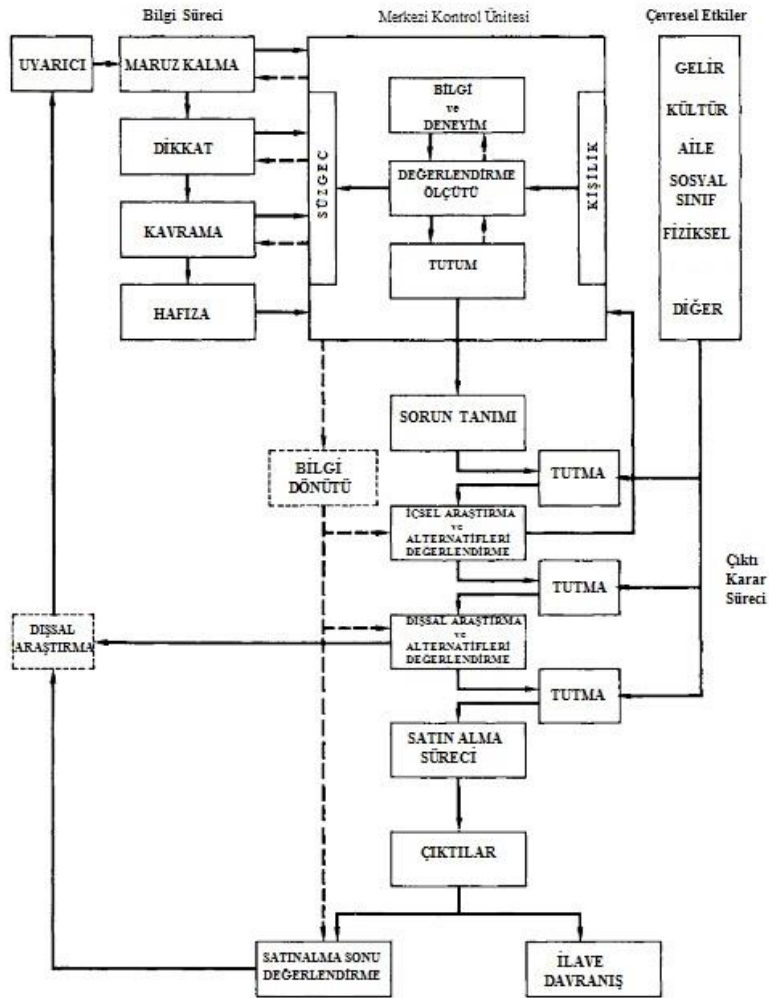 Bilgi Süreci
Merkezi Kontrol Ünitesi
Çevresel Etkiler
UYARICI
MARUZ KALMA
DİKKAT
KAVRAMA
HAFIZA
SÜZGEÇ
BİLGİ
ve
DENEYİM
DEĞERLENDİRME
ÖLÇÜTÜ
TUTUM
KİŞİLİK
GELİR
KÜLTÜR
AİLE
SOSYAL
SINIF
FİZİKSEL
DİĞER
SORUN TANIMI
TUTMA
BİLGİ
DÖNÜTÜ
İÇSEL ARAŞTIRMA
ve
ALTERNATİFLERİ
DEĞERLENDİRME
TUTMA
Çıktı
Karar
Süreci
DIŞSAL
ARAŞTIRMA
DIŞSAL ARAŞTIRMA
ve
ALTERNATİFLERİ
DEĞERLENDİRME
TUTMA
SATIN ALMA
SÜRECİ
ÇIKTILAR
SATINALMA SONU
DEĞERLENDİRME
İLAVE
DAVRANIŞ